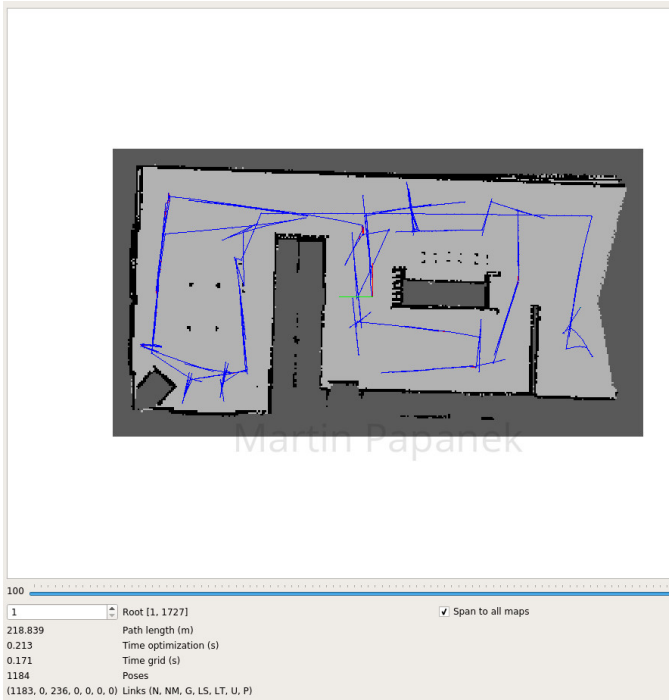 Martin Papanek
100
1 Root [1, 1727] Span to all maps
218.839 Path length (m)
0.213 Time optimization (s)
0.171 Time grid (s)
1184 Poses
(1183, 0, 236, 0, 0, 0, 0) Links (N, NM, G, LS, LT, U, P)